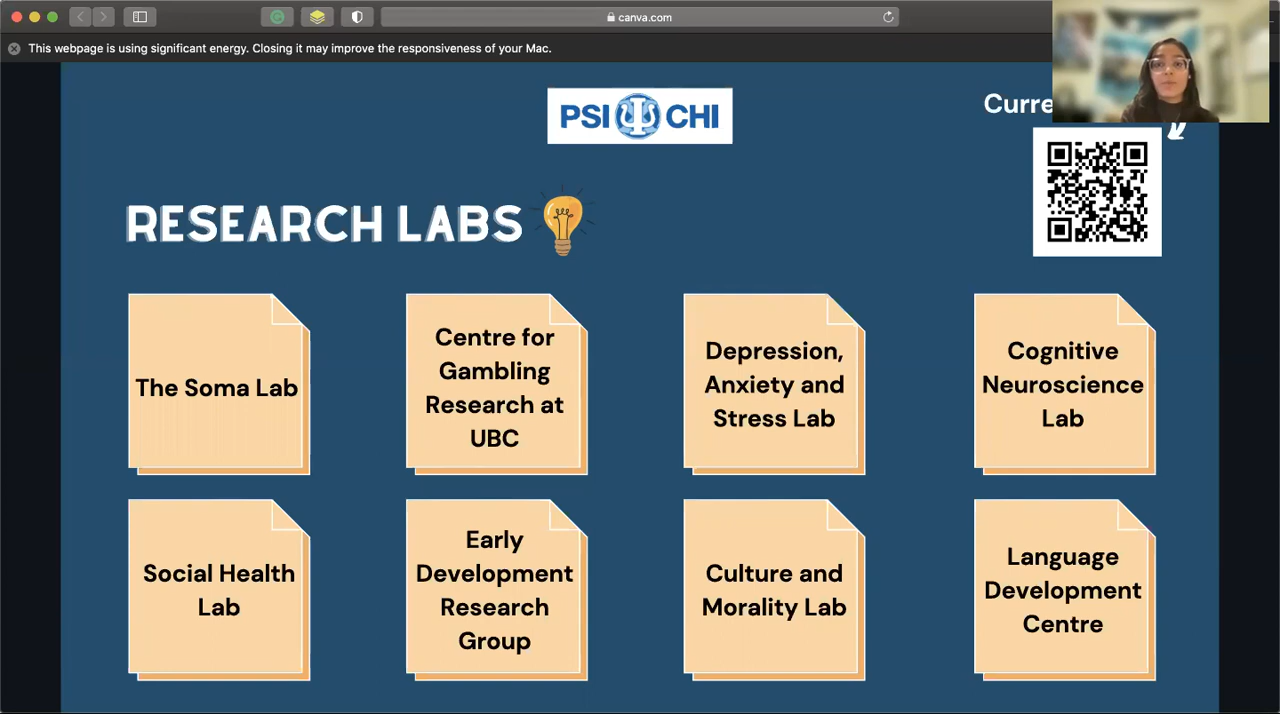 canva.com
This webpage is using significant energy. Closing it may improve the responsiveness of your Mac.
PSI CHI
RESEARCH LABS
The Soma Lab
Centre for
Gambling
Research at
UBC
Depression,
Anxiety and
Stress Lab
Cognitive
Neuroscience
Lab
Social Health
Lab
Early
Development
Research
Group
Culture and
Morality Lab
Language
Development
Centre